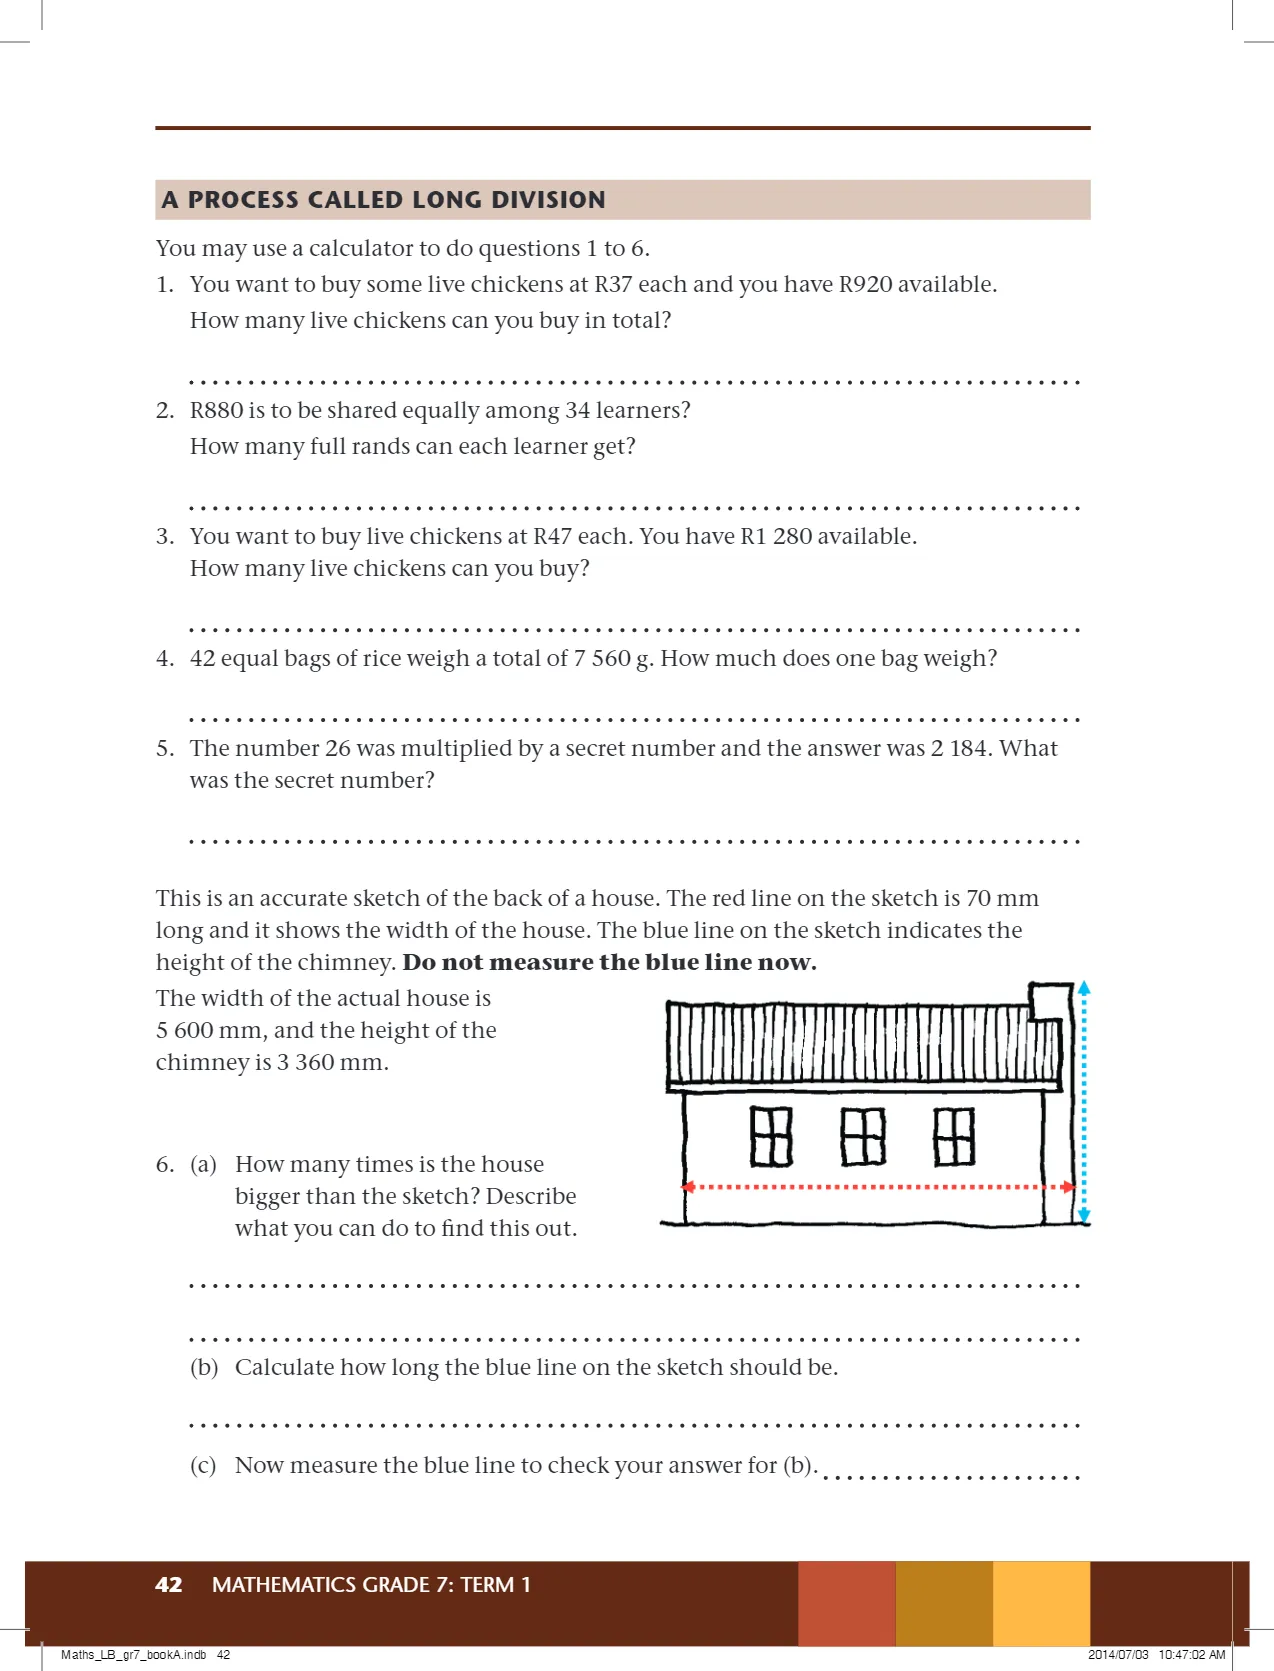 A PROCESS CALLED LONG DIVISION
You may use a calculator to do questions 1 to 6.
1. You want to buy some live chickens at R37 each and you have R920 available.
How many live chickens can you buy in total?
2. R880 is to be shared equally among 34 learners?
How many full rands can each learner get?
3. You want to buy live chickens at R47 each. You have R1 280 available.
How many live chickens can you buy?
4. 42 equal bags of rice weigh a total of 7 560 g. How much does one bag weigh?
5. The number 26 was multiplied by a secret number and the answer was 2 184. What
was the secret number?
This is an accurate sketch of the back of a house. The red line on the sketch is 70 mm
long and it shows the width of the house. The blue line on the sketch indicates the
height of the chimney. Do not measure the blue line now.
The width of the actual house is
5 600 mm, and the height of the
chimney is 3 360 mm.
6. (a) How many times is the house
bigger than the sketch? Describe
what you can do to find this out.
(b) Calculate how long the blue line on the sketch should be.
(c) Now measure the blue line to check your answer for (b).
42 MATHEMATICS GRADE 7: TERM 1
Maths_LB_gr7_bookA.indb 42
2014/07/03 10:47:02 AM